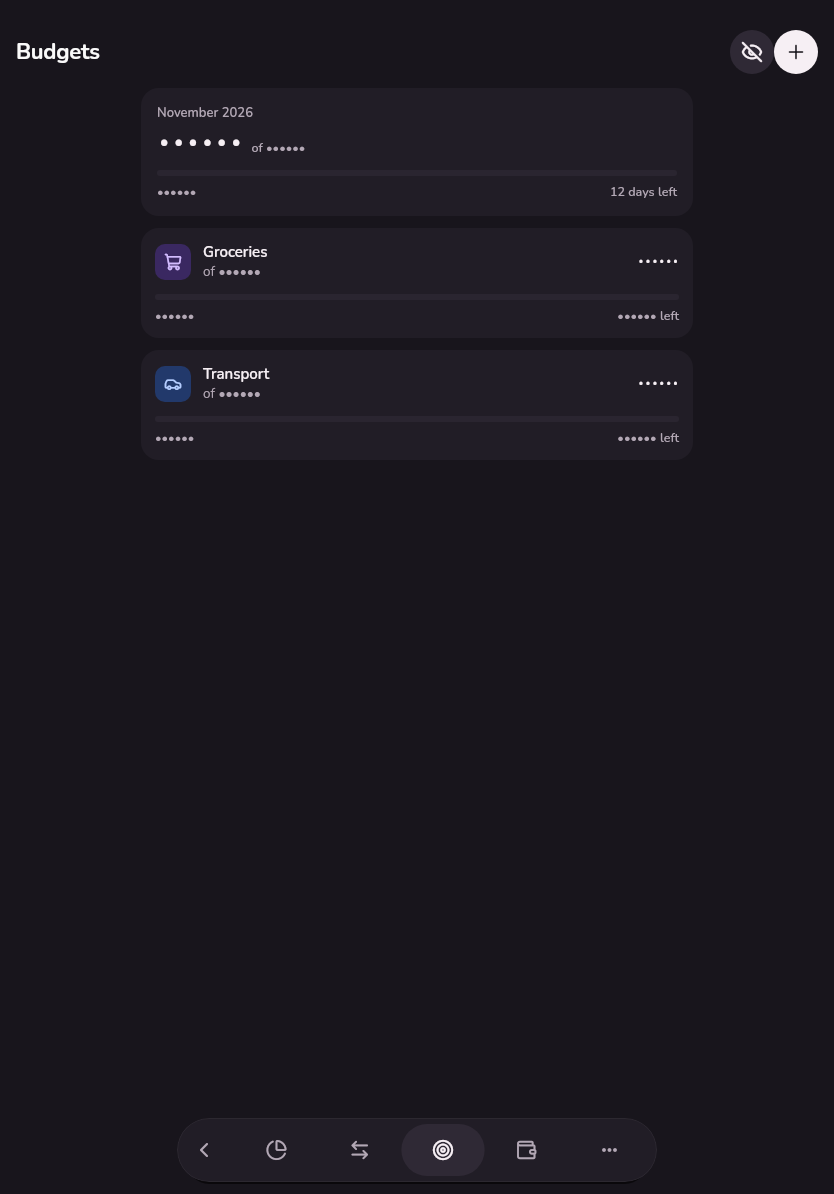 Budgets
November 2026
•••••• of ••••••
•••••• 12 days left
Groceries
of ••••••
••••••
•••••• •••••• left
Transport
of ••••••
••••••
•••••• •••••• left